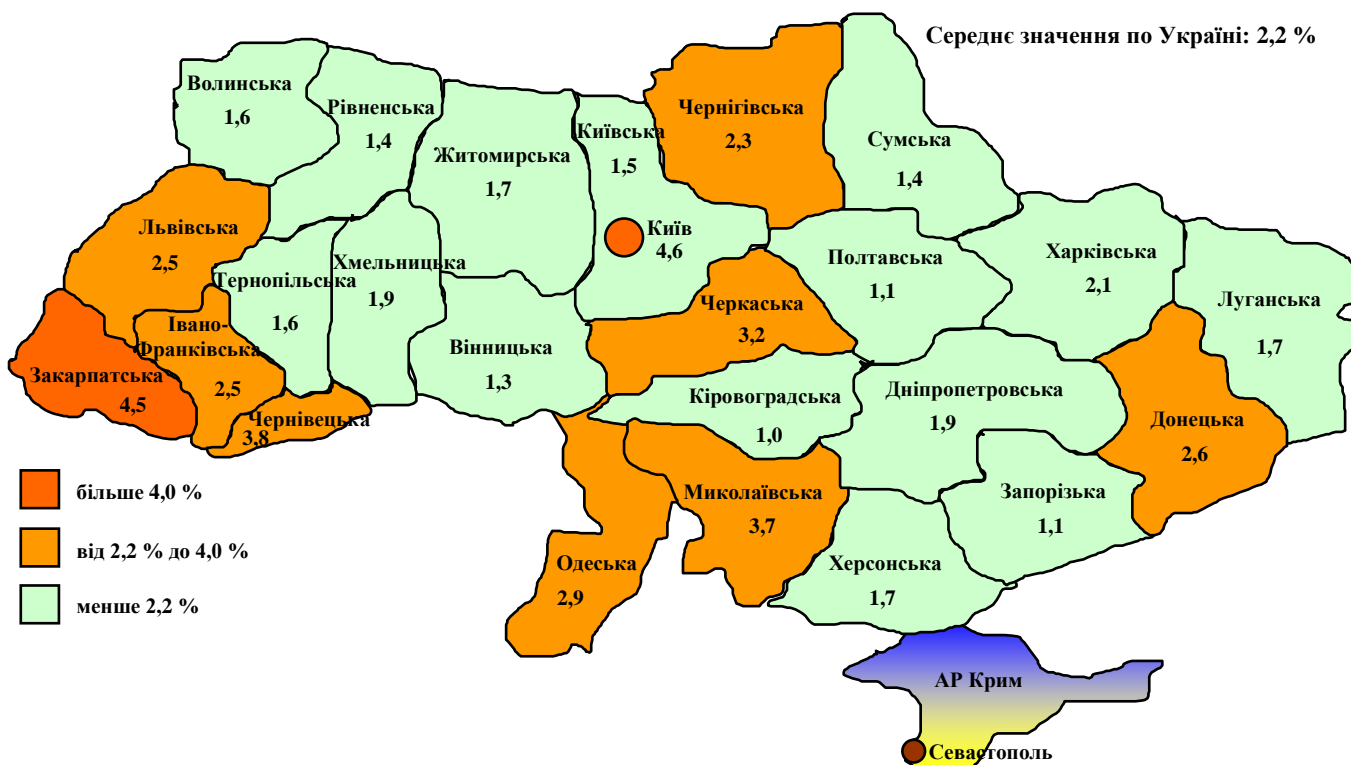 Середнє значення по Україні: 2,2 %
Волинська
1,6
Рівненська
1,4
Житомирська
1,7
Київська
1,5
Чернігівська
2,3
Сумська
1,4
Львівська
2,5
Тернопільська
1,6
Хмельницька
1,9
Київ
4,6
Полтавська
1,1
Харківська
2,1
Луганська
1,7
Черкаська
3,2
Івано-
Франківська
2,5
Закарпатська
4,5
Чернівецька
3,8
Вінницька
1,3
Кіровоградська
1,0
Дніпропетровська
1,9
Донецька
2,6
Миколаївська
3,7
Запорізька
1,1
Одеська
2,9
Херсонська
1,7
АР Крим
Севастополь
більше 4,0 %
від 2,2 % до 4,0 %
менше 2,2 %